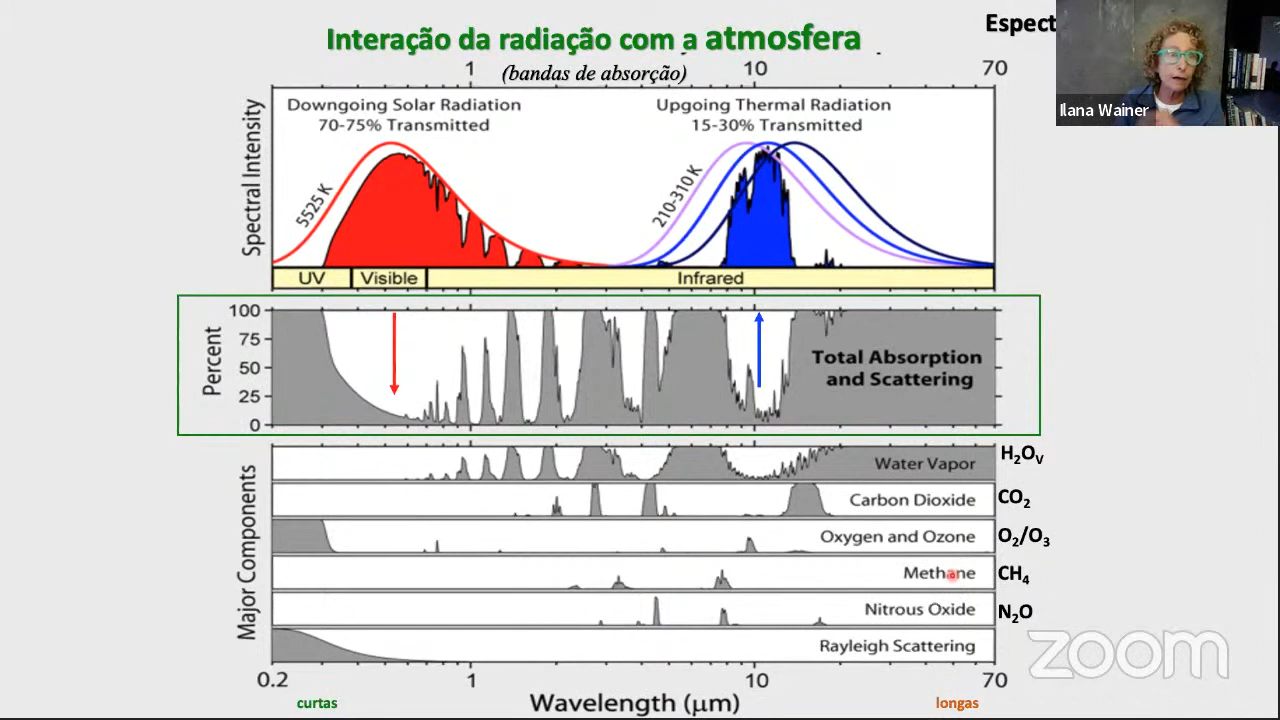 Interação da radiação com a atmosfera
Espect
(bandas de absorção)
1
10
70
Ilana Wainer
Downgoing Solar Radiation
70-75% Transmitted
Upgoing Thermal Radiation
15-30% Transmitted
Spectral Intensity
5525 K
210-310 K
UV
Visible
Infrared
Percent
100
75
50
25
0
Total Absorption
and Scattering
Major Components
Water Vapor
H₂Oᵥ
Carbon Dioxide
CO₂
Oxygen and Ozone
O₂/O₃
Methane
CH₄
Nitrous Oxide
N₂O
Rayleigh Scattering
zoom
0.2
1
10
70
Wavelength (μm)
curtas
longas